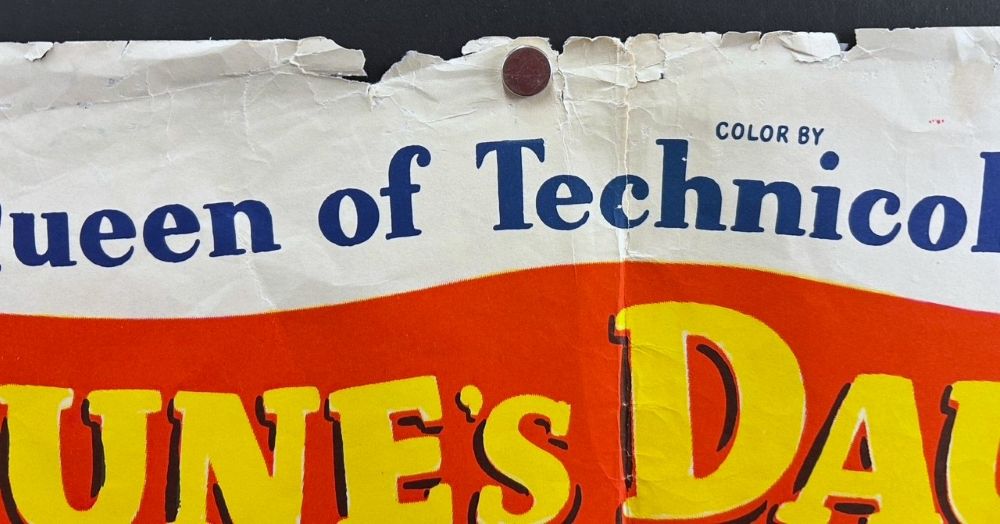 COLOR BY
Queen of Technicol
UNE'S DAU